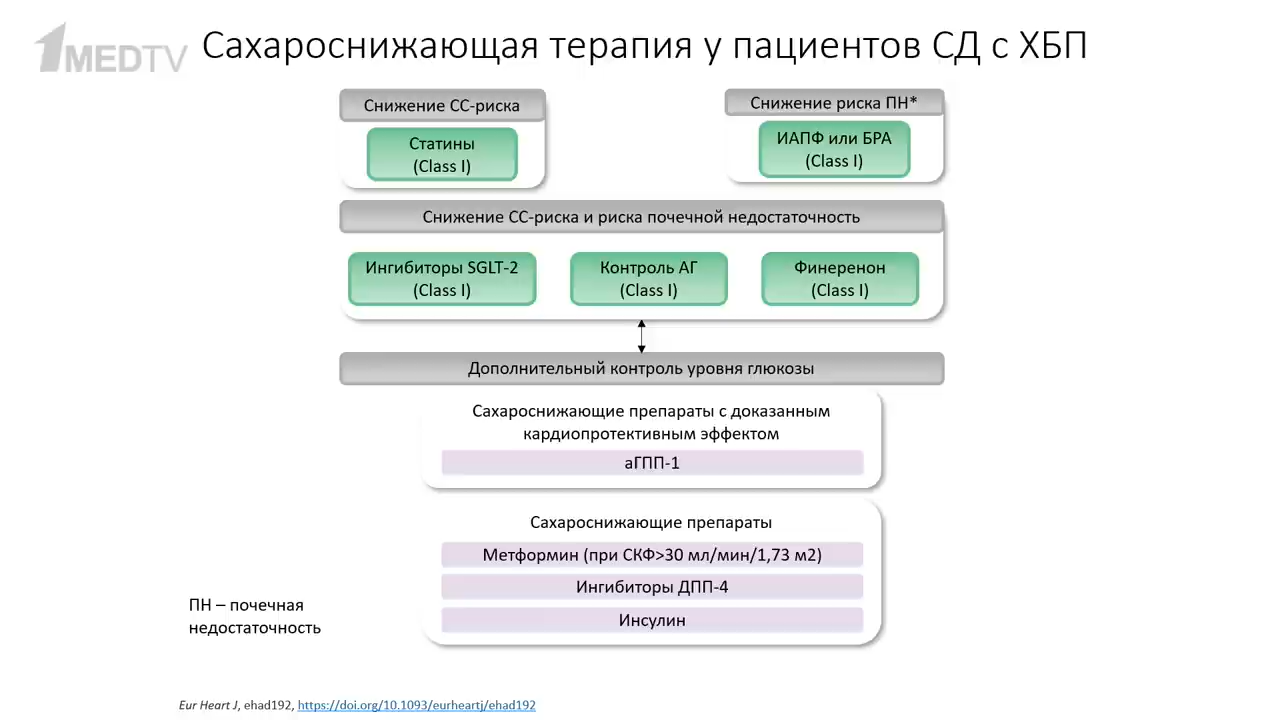 1MEDTV
Сахароснижающая терапия у пациентов СД с ХБП
Снижение СС-риска
Статины
(Class I)
Снижение риска ПН*
ИАПФ или БРА
(Class I)
Снижение СС-риска и риска почечной недостаточность
Ингибиторы SGLT-2
(Class I)
Контроль АГ
(Class I)
Финеренон
(Class I)
Дополнительный контроль уровня глюкозы
Сахароснижающие препараты с доказанным
кардиопротективным эффектом
аГПП-1
Сахароснижающие препараты
Метформин (при СКФ>30 мл/мин/1,73 м2)
Ингибиторы ДПП-4
Инсулин
ПН – почечная
недостаточность
Eur Heart J, ehad192, https://doi.org/10.1093/eurheartj/ehad192